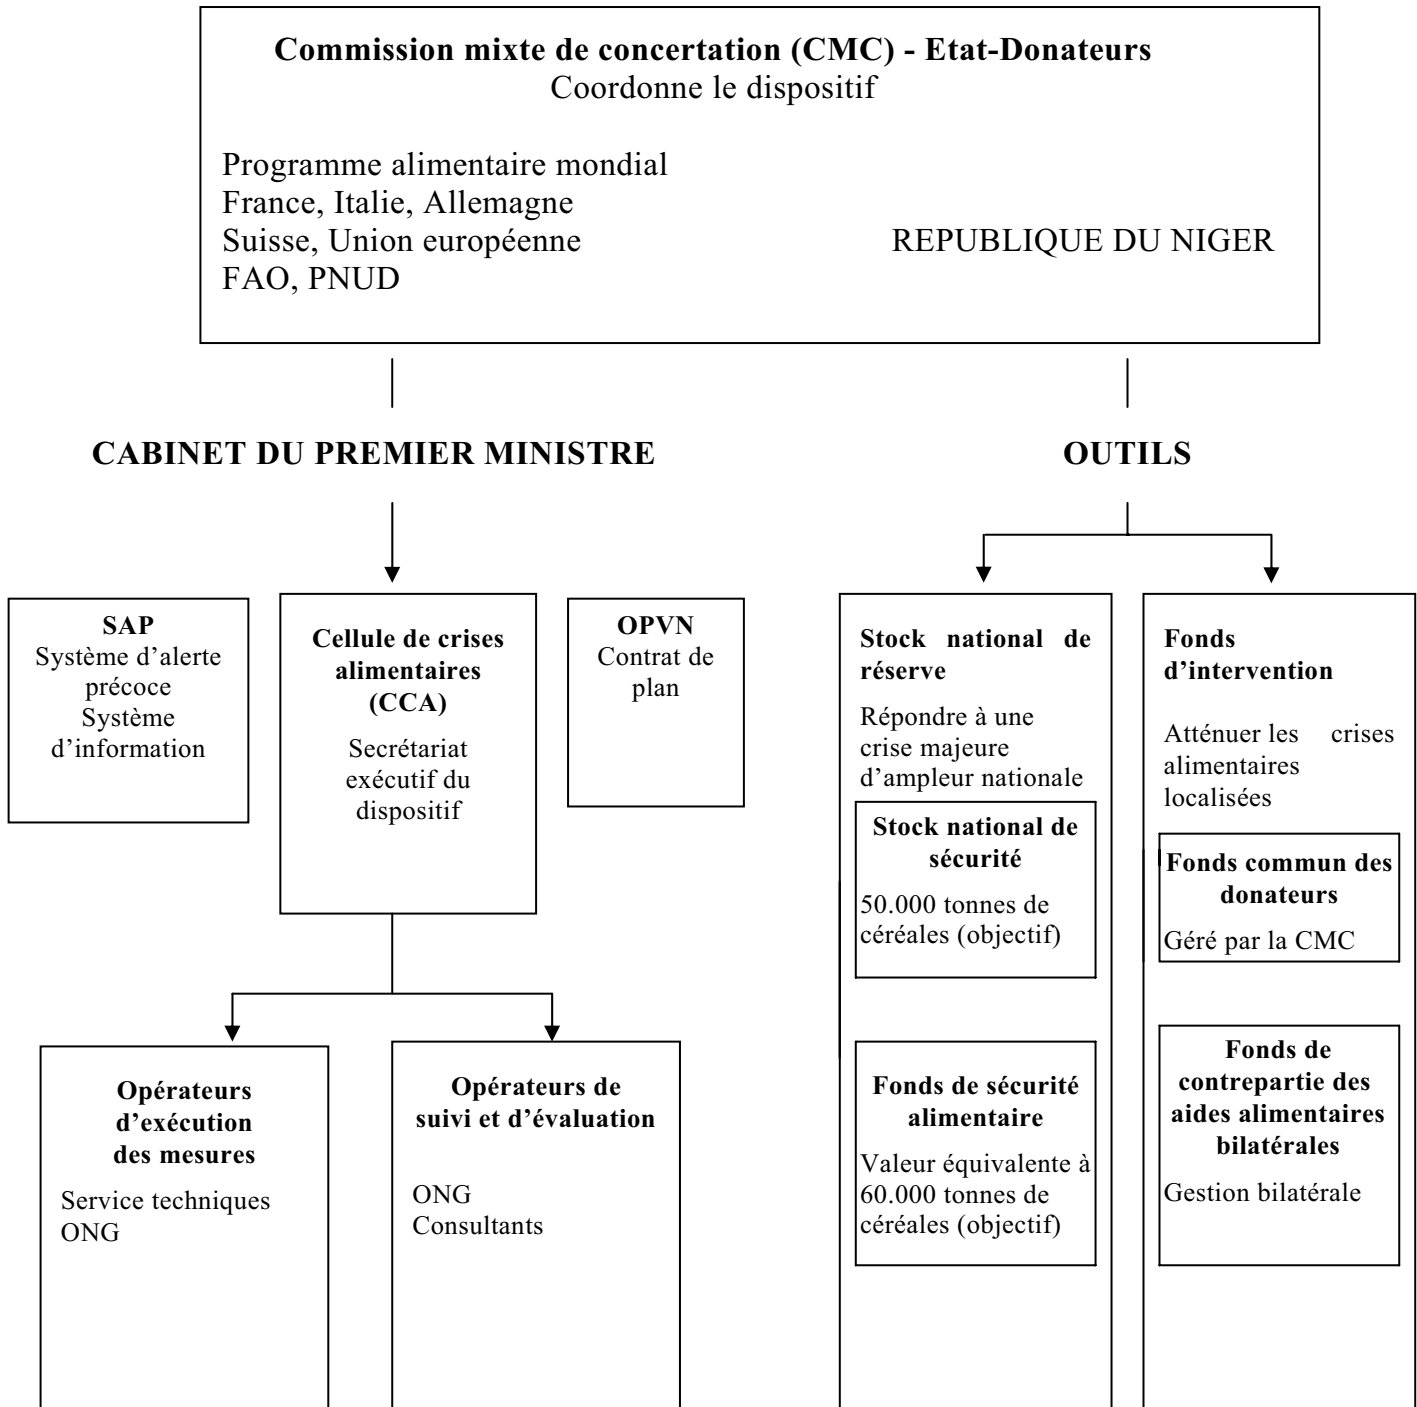 Commission mixte de concertation (CMC) - Etat-Donateurs
Coordonne le dispositif
Programme alimentaire mondial
France, Italie, Allemagne
Suisse, Union européenne
FAO, PNUD
REPUBLIQUE DU NIGER
CABINET DU PREMIER MINISTRE
OUTILS
SAP
Système d’alerte
précoce
Système
d’information
Cellule de crises
alimentaires
(CCA)
Secrétariat
exécutif du
dispositif
OPVN
Contrat de
plan
Stock national de
réserve
Répondre à une
crise majeure
d’ampleur nationale
Stock national de
sécurité
50.000 tonnes de
céréales (objectif)
Fonds de sécurité
alimentaire
Valeur équivalente à
60.000 tonnes de
céréales (objectif)
Fonds
d’intervention
Atténuer les crises
alimentaires
localisées
Fonds commun des
donateurs
Géré par la CMC
Fonds de
contrepartie des
aides alimentaires
bilatérales
Gestion bilatérale
Opérateurs
d’exécution
des mesures
Service techniques
ONG
Opérateurs de
suivi et d’évaluation
ONG
Consultants